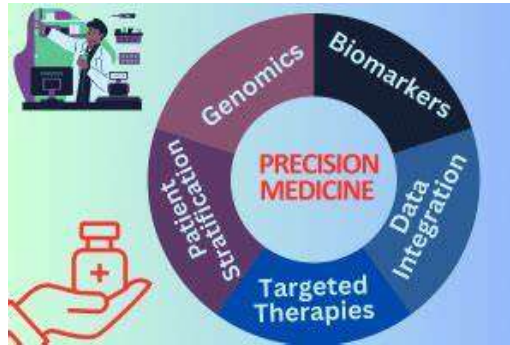 Genomics
Biomarkers
PRECISION
MEDICINE
Patient
Stratification
Data
Integration
Targeted
Therapies